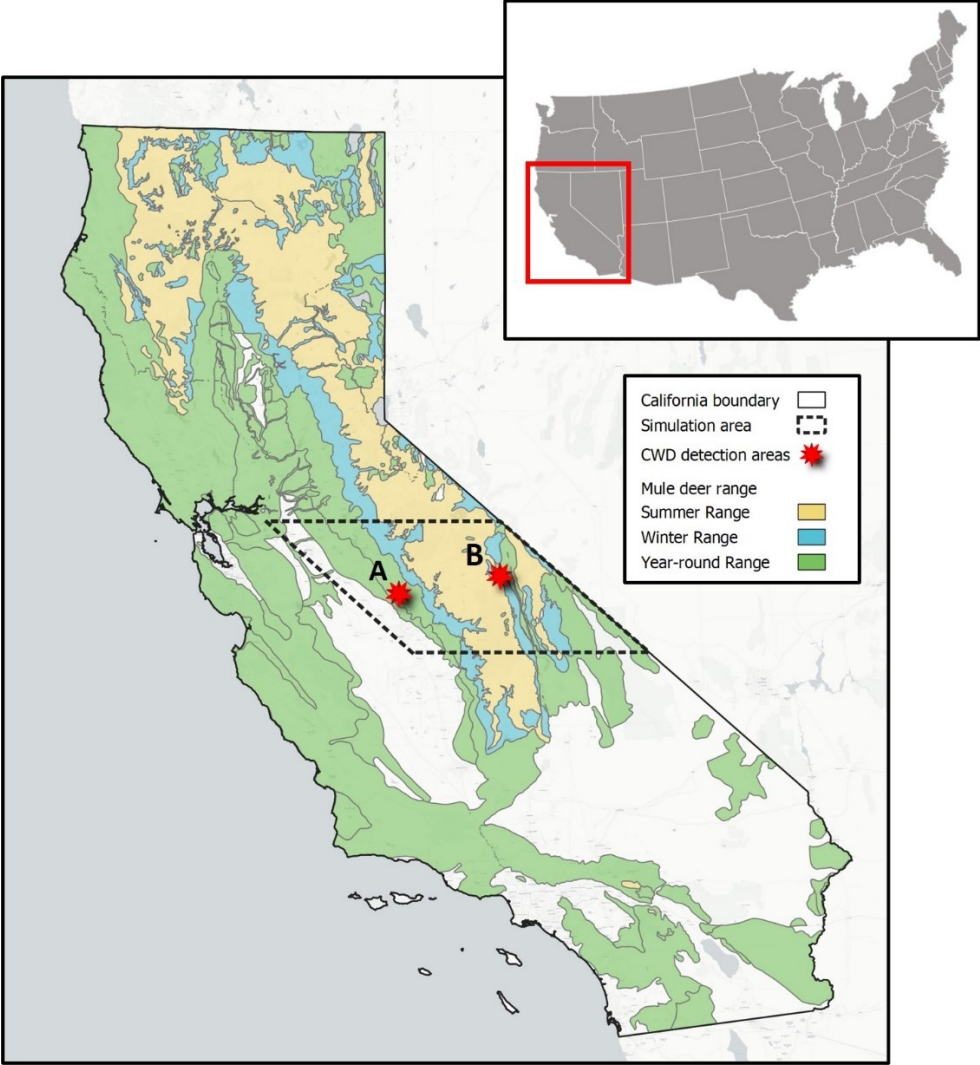 California boundary
Simulation area
CWD detection areas
Mule deer range
Summer Range
Winter Range
Year-round Range
A
B